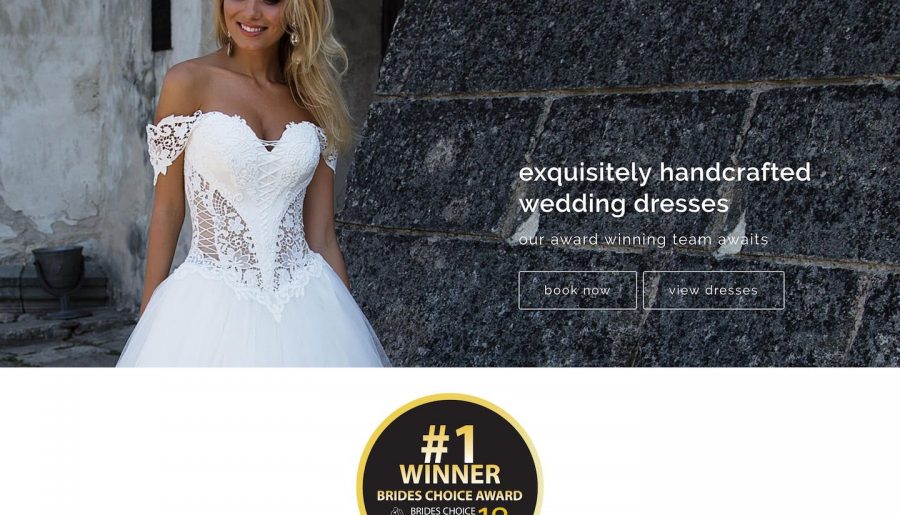 exquisitely handcrafted
wedding dresses
our award winning team awaits
book now
view dresses
#1
WINNER
BRIDES CHOICE AWARD
BRIDES CHOICE